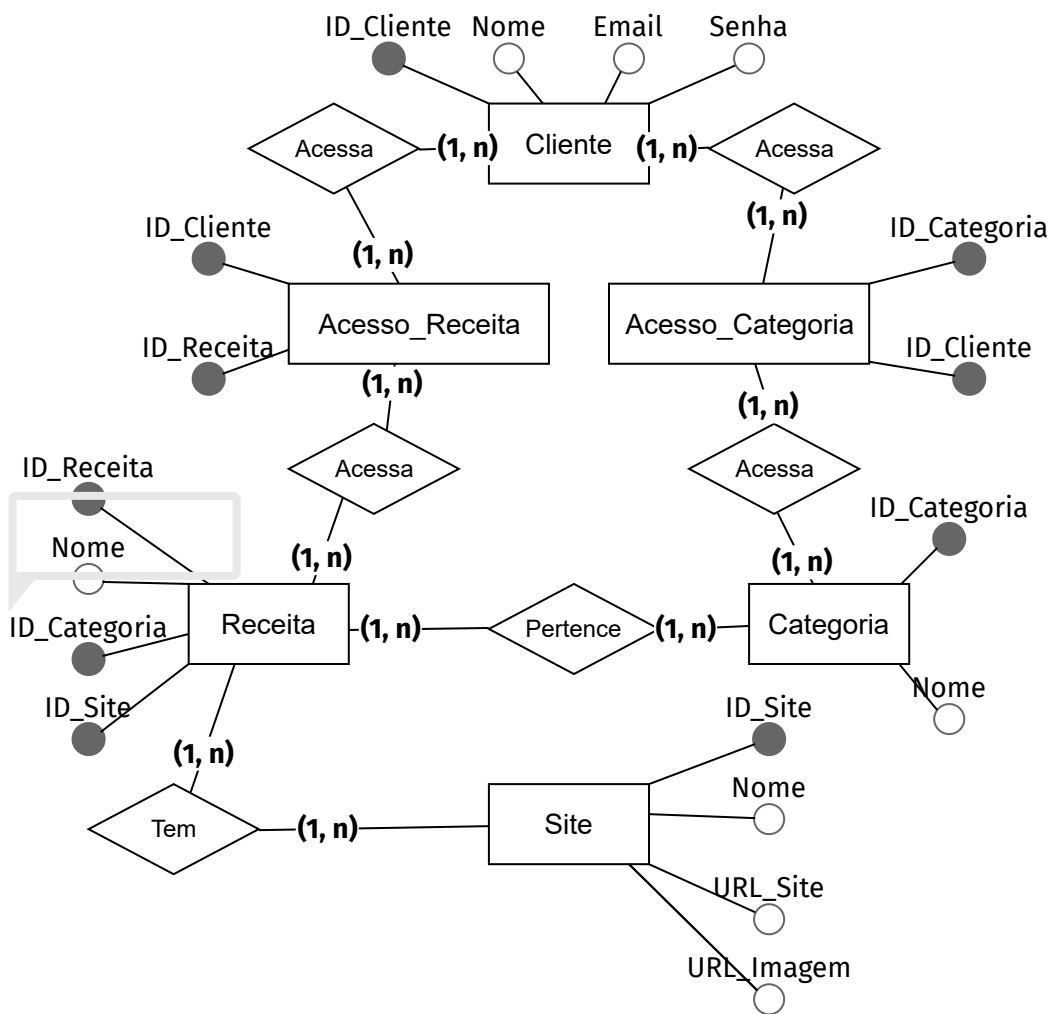 ID_Cliente
Nome
Email
Senha
Acessa
(1, n)
Cliente
(1, n)
Acessa
ID_Cliente
(1, n)
(1, n)
ID_Categoria
Acesso_Receita
Acesso_Categoria
ID_Receita
(1, n)
ID_Cliente
(1, n)
ID_Receita
Acessa
Acessa
ID_Categoria
Nome
(1, n)
(1, n)
ID_Categoria
Receita
(1, n)
Pertence
(1, n)
Categoria
ID_Site
Nome
ID_Site
(1, n)
Nome
Tem
(1, n)
Site
URL_Site
URL_Imagem